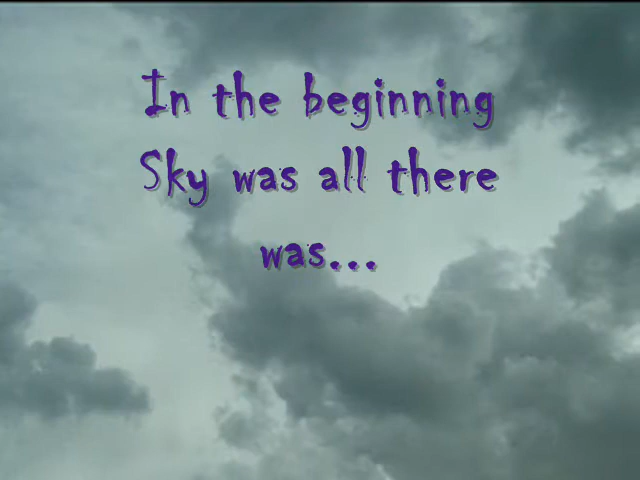 In the beginning
Sky was all there
was...